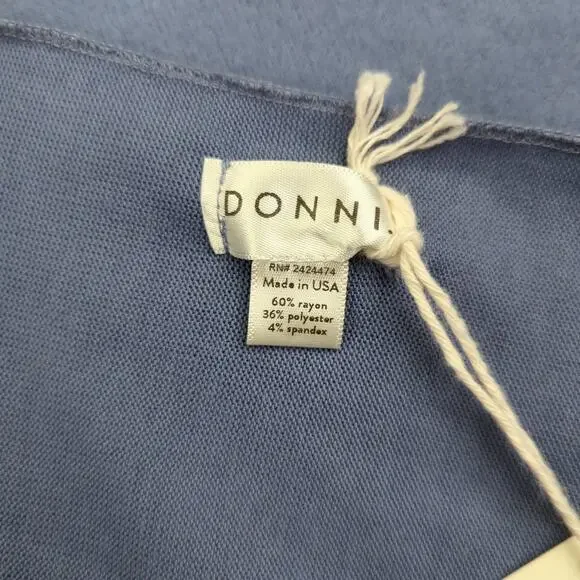 DONNI.
RN# 2424474
Made in USA
60% rayon
36% polyester
4% spandex